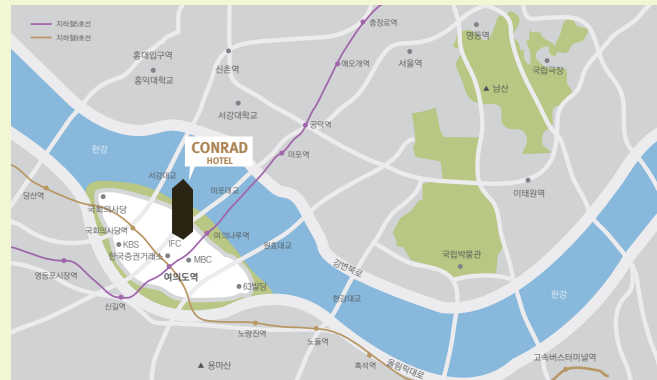 지하철5호선
지하철9호선
충장로역
명동역
홍대입구역
홍익대학교
신촌역
애오개역
서울역
국립극장
남산
서강대학교
공덕역
CONRAD
HOTEL
한강
마포역
서강대교
마포대교
당산역
이태원역
국회의사당
국회의사당역
여의나루역
KBS
IFC
원효대교
한국증권거래소
MBC
여의도역
강변북로
국립박물관
영등포시장역
63빌딩
한강대교
한강
신길역
노량진역
노들역
용마산
흑석역
올림픽대로
고속버스터미널역